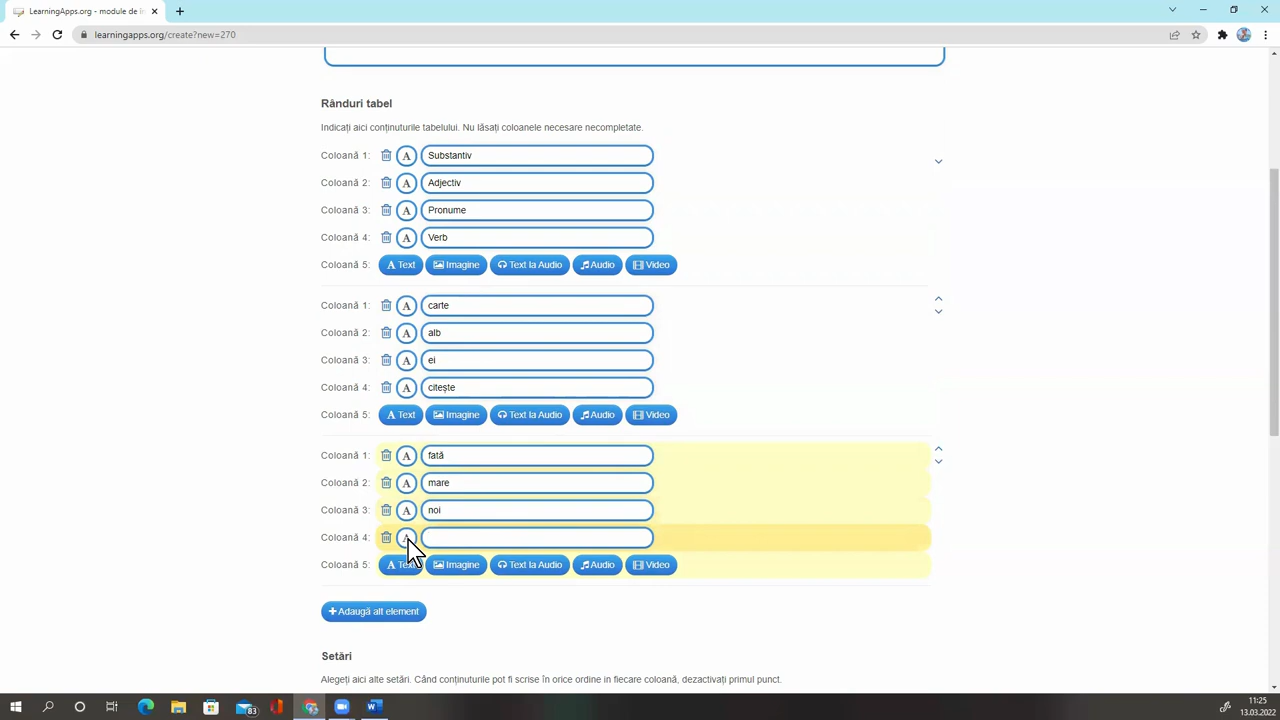 LearningApps.org - module de în
learningapps.org/create?new=270
Rânduri tabel
Indicați aici conținuturile tabelului. Nu lăsați coloanele necesare necompletate.
Coloană 1: A Substantiv
Coloană 2: A Adjectiv
Coloană 3: A Pronume
Coloană 4: A Verb
Coloană 5: A Text Imagine Text la Audio Audio Video
Coloană 1: A carte
Coloană 2: A alb
Coloană 3: A ei
Coloană 4: A citește
Coloană 5: A Text Imagine Text la Audio Audio Video
Coloană 1: A fată
Coloană 2: A mare
Coloană 3: A noi
Coloană 4: A
Coloană 5: A Text Imagine Text la Audio Audio Video
+ Adaugă alt element
Setări
Alegeți aici alte setări. Când conținuturile pot fi scrise în orice ordine in fiecare coloană, dezactivați primul punct.
83
11:25
13.03.2022